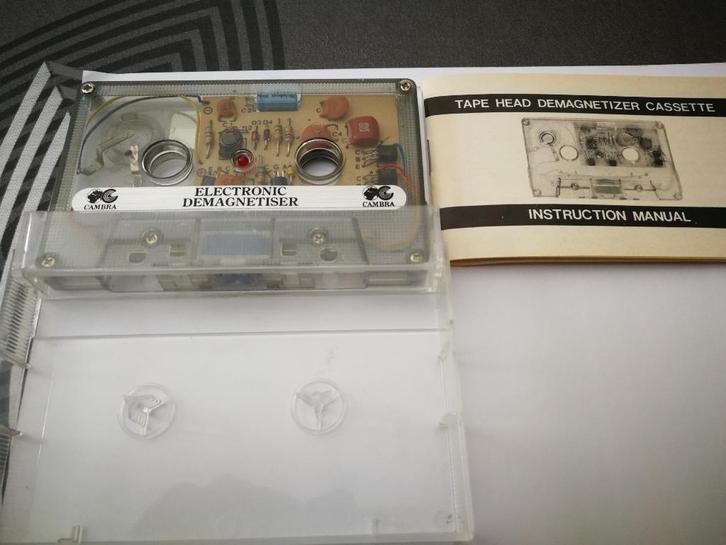 ELECTRONIC
DEMAGNETISER
CAMBRA
CAMBRA
TAPE HEAD DEMAGNETIZER CASSETTE
INSTRUCTION MANUAL